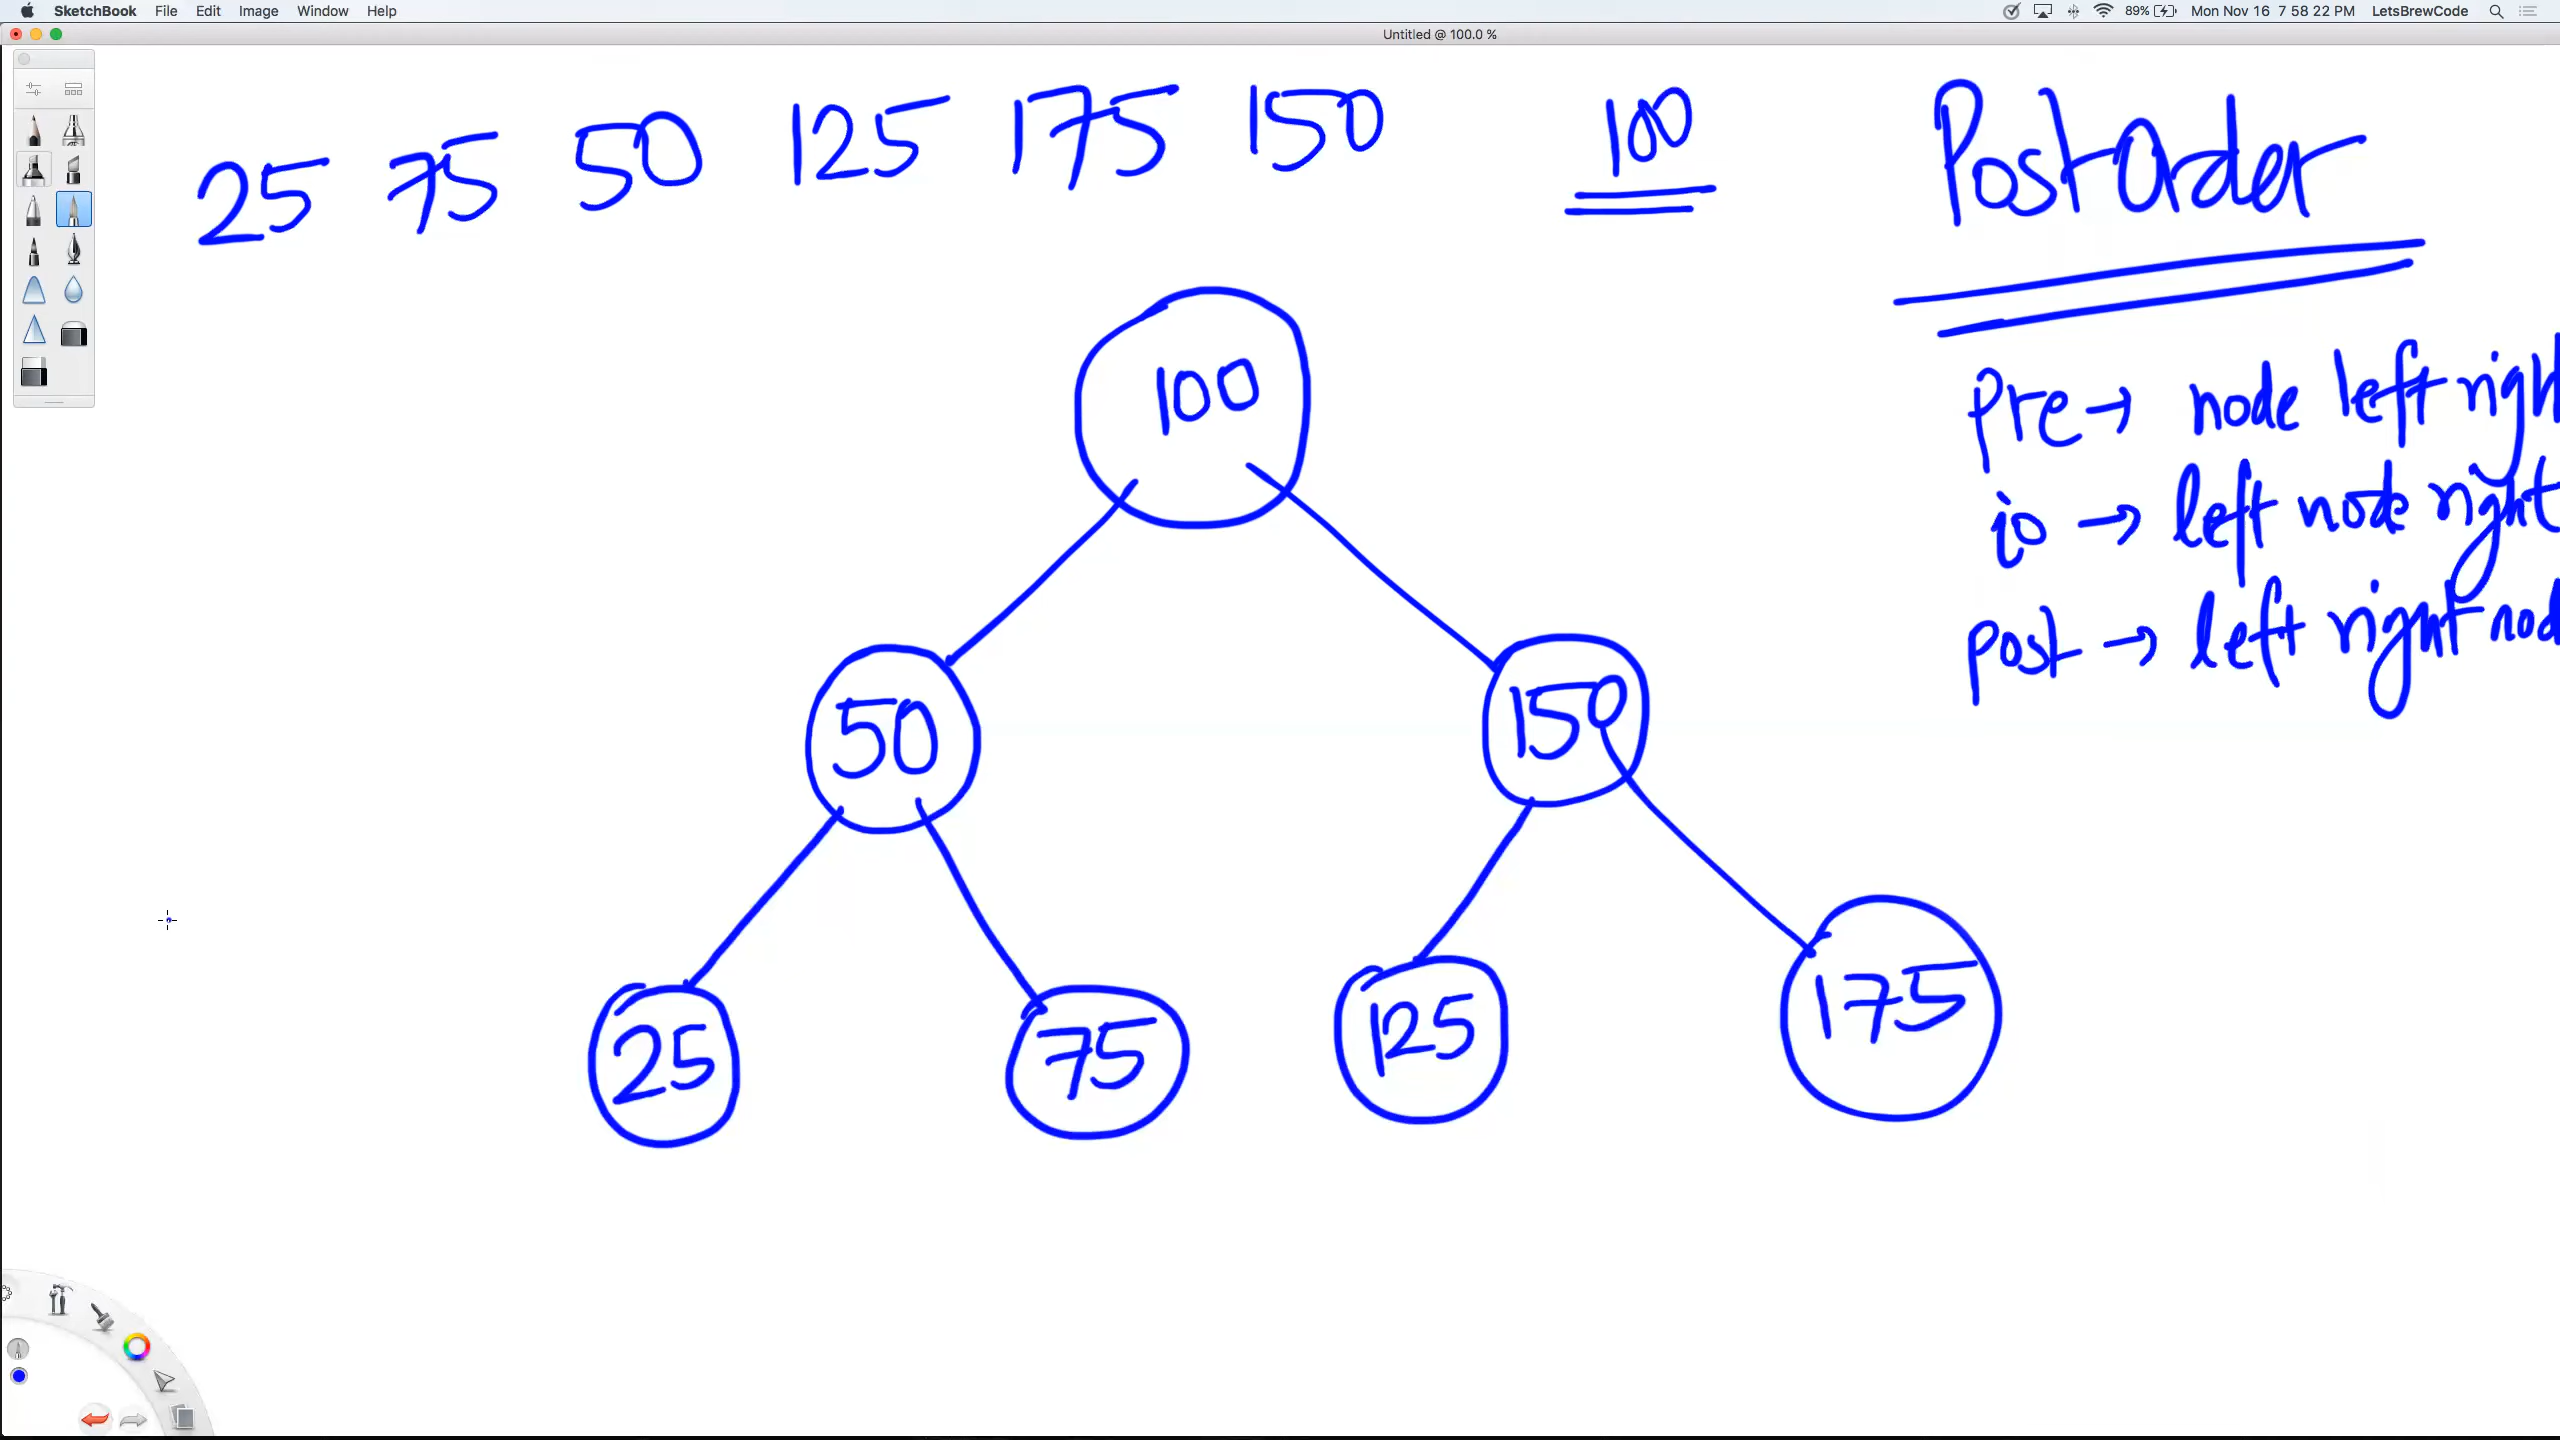 SketchBook File Edit Image Window Help 89% Mon Nov 16 7 58 22 PM LetsBrewCode
Untitled @ 100.0 %
25 75 50 125 175 150 100
PostOrder
pre → node left righ
in → left node right
post → left right nod
100
50 150
25 75 125 175